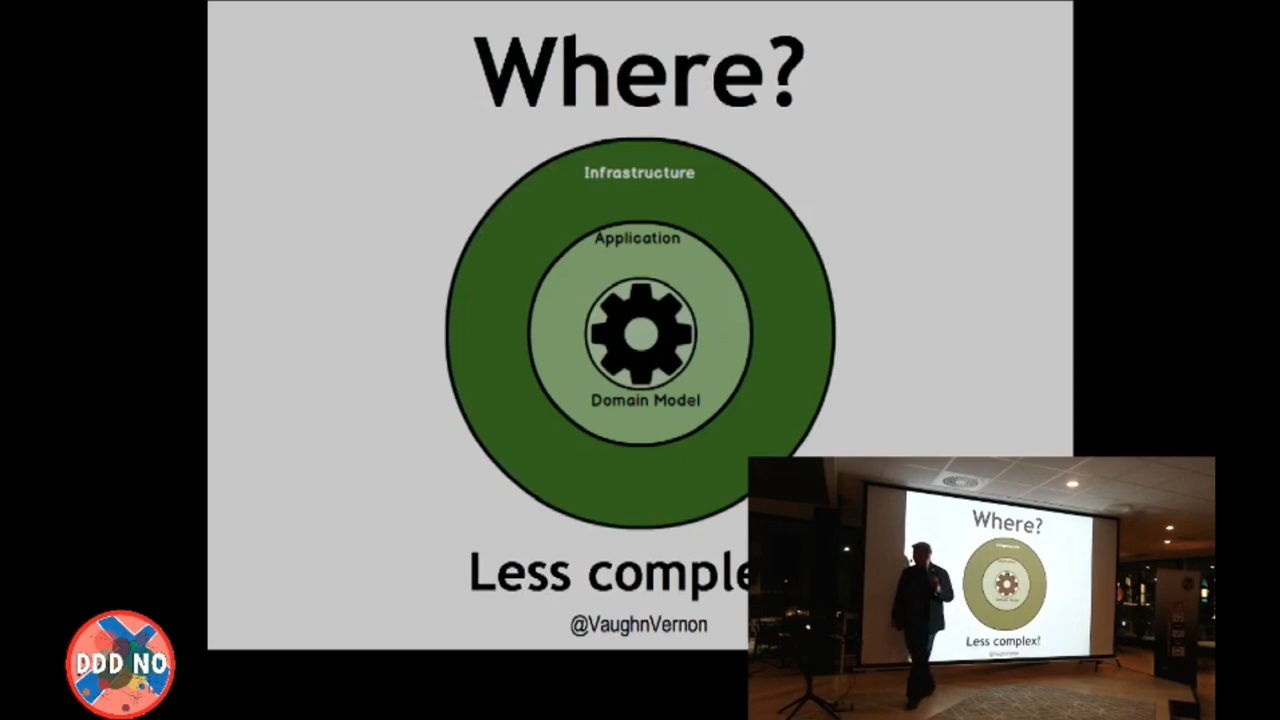 Where?
Infrastructure
Application
Domain Model
Less comple
@VaughnVernon
Where?
Less complex!
DDD NO